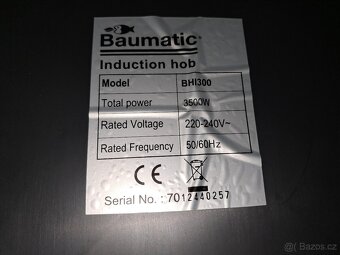 Baumatic®
Induction hob
Model BHI300
Total power 3500W
Rated Voltage 220-240V~
Rated Frequency 50/60Hz
CE
Serial No. : 7012440257
Bazoš.cz